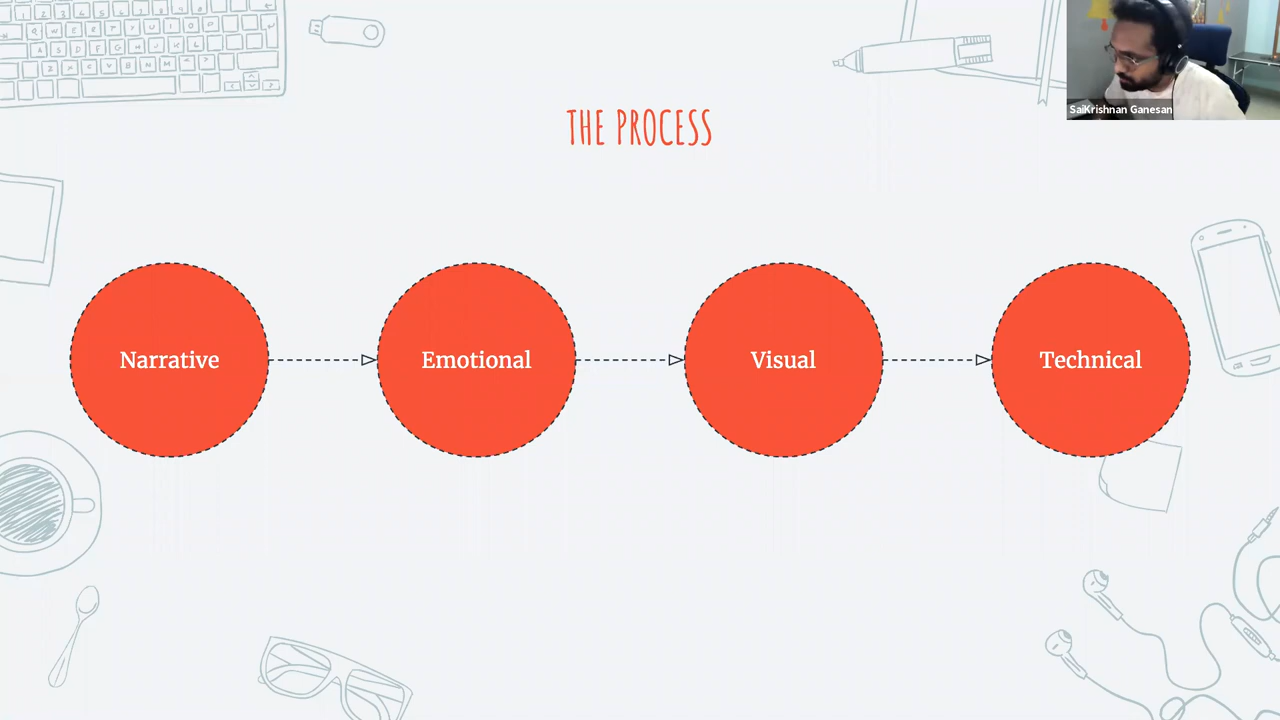 THE PROCESS
SaiKrishnan Ganesan
Narrative
Emotional
Visual
Technical